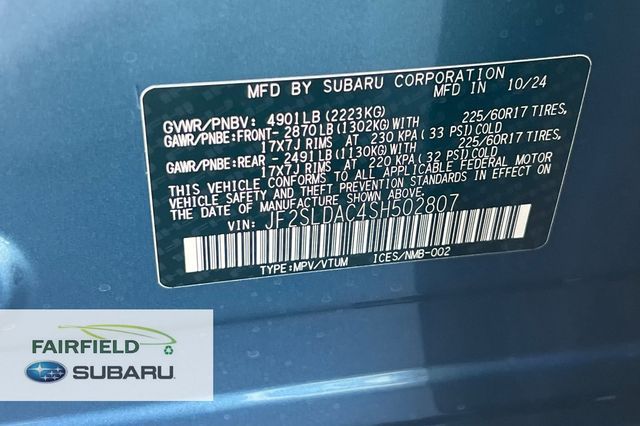 MFD BY SUBARU CORPORATION MFD IN 10/24
GVWR/PNBV: 4901LB(2223KG)
GAWR/PNBE:FRONT- 2870LB(1302KG)WITH 225/60R17 TIRES,
17X7J RIMS AT 230 KPA(33 PSI)COLD
GAWR/PNBE:REAR - 2491LB(1130KG)WITH 225/60R17 TIRES,
17X7J RIMS AT 220 KPA(32 PSI)COLD
THIS VEHICLE CONFORMS TO ALL APPLICABLE FEDERAL MOTOR
VEHICLE SAFETY AND THEFT PREVENTION STANDARDS IN EFFECT ON
THE DATE OF MANUFACTURE SHOWN ABOVE.
VIN: JF2SLDAC4SH502807
TYPE:MPV/VTUM ICES/NMB-002
FAIRFIELD
SUBARU